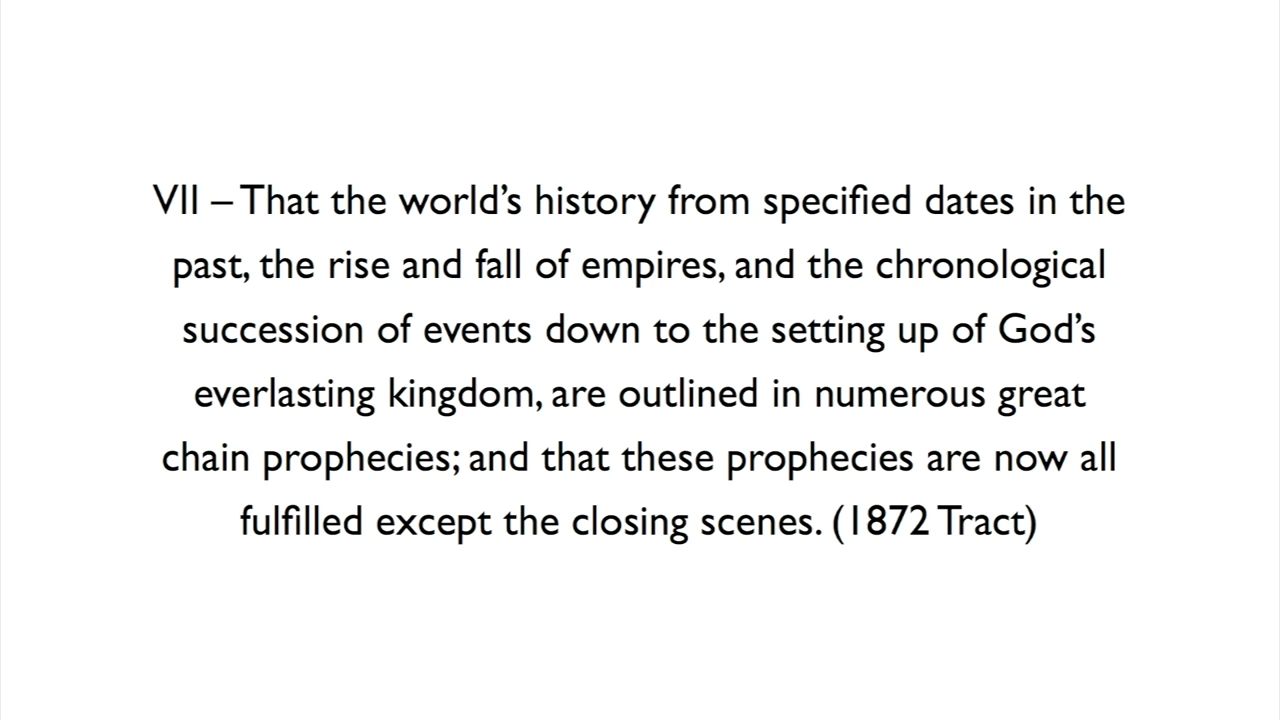 VII – That the world’s history from specified dates in the
past, the rise and fall of empires, and the chronological
succession of events down to the setting up of God’s
everlasting kingdom, are outlined in numerous great
chain prophecies; and that these prophecies are now all
fulfilled except the closing scenes. (1872 Tract)